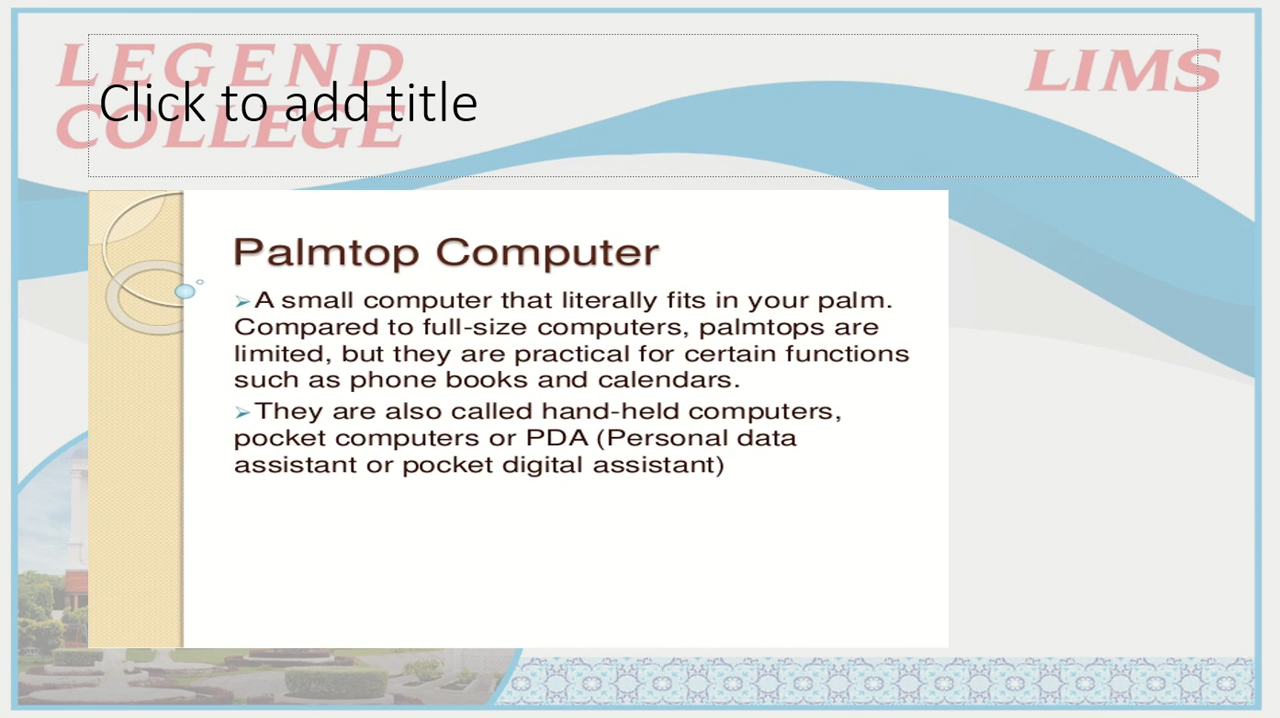 LEGEND
COLLEGE
LIMS
Click to add title
Palmtop Computer
➢A small computer that literally fits in your palm.
Compared to full-size computers, palmtops are
limited, but they are practical for certain functions
such as phone books and calendars.
➢They are also called hand-held computers,
pocket computers or PDA (Personal data
assistant or pocket digital assistant)